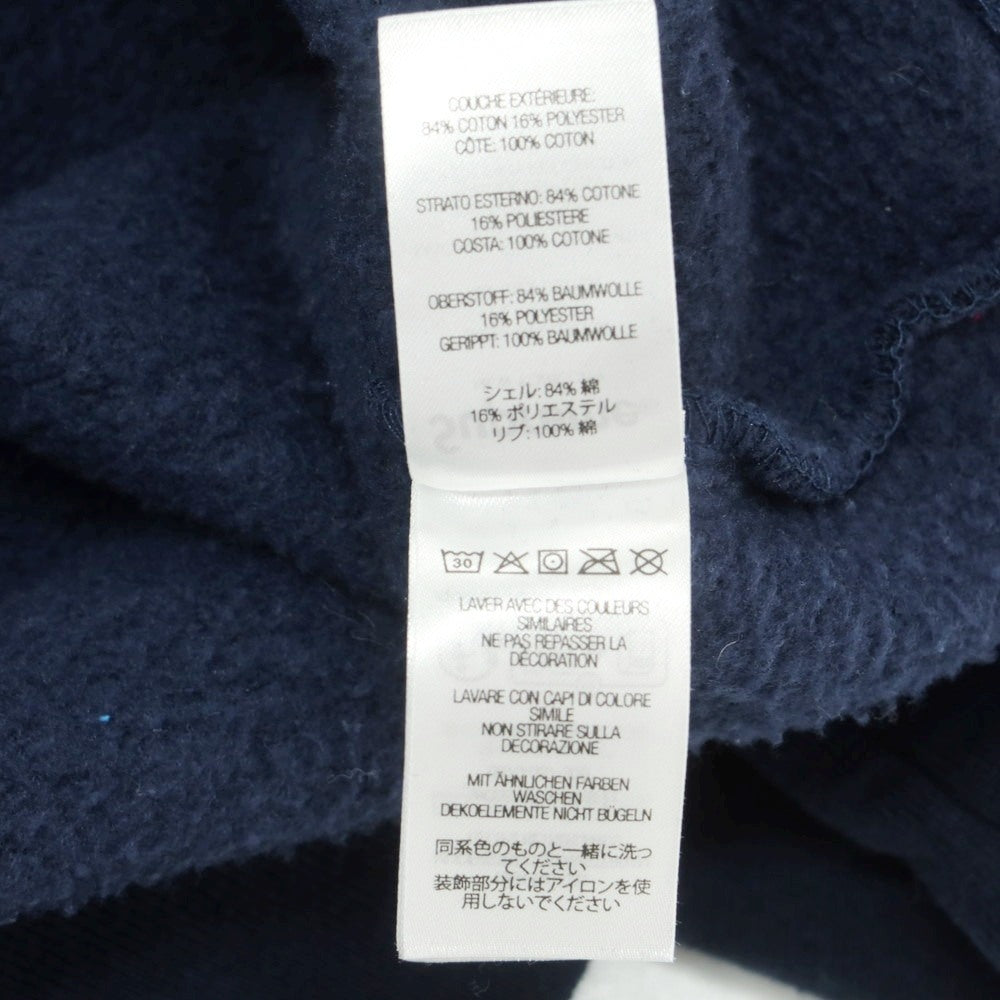 COUCHE EXTÉRIEURE:
84% COTON 16% POLYESTER
CÔTE: 100% COTON
STRATO ESTERNO: 84% COTONE
16% POLIESTERE
COSTA: 100% COTONE
OBERSTOFF: 84% BAUMWOLLE
16% POLYESTER
GERIPPT: 100% BAUMWOLLE
シェル: 84% 綿
16% ポリエステル
リブ: 100% 綿
30
LAVER AVEC DES COULEURS
SIMILAIRES
NE PAS REPASSER LA
DÉCORATION
LAVARE CON CAPI DI COLORE
SIMILE
NON STIRARE SULLA
DECORAZIONE
MIT ÄHNLICHEN FARBEN
WASCHEN
DEKOELEMENTE NICHT BÜGELN
同系色のものと一緒に洗っ
てください
装飾部分にはアイロンを使
用しないでください